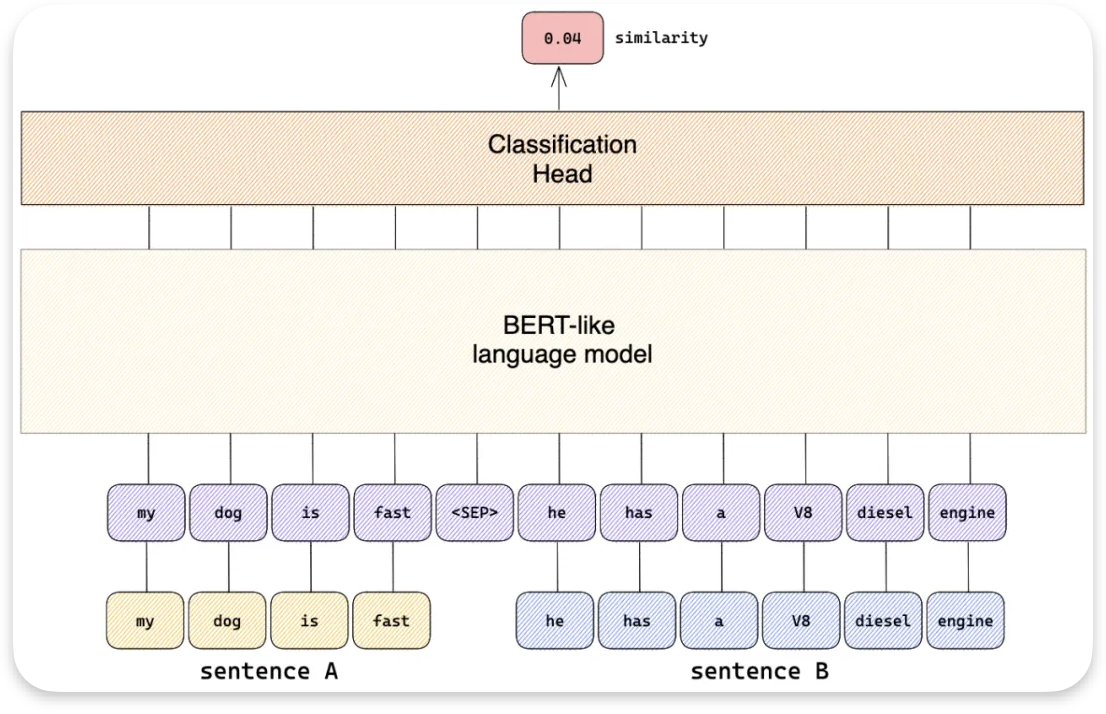 0.04 similarity
Classification
Head
BERT-like
language model
my dog is fast <SEP> he has a V8 diesel engine
my dog is fast he has a V8 diesel engine
sentence A sentence B